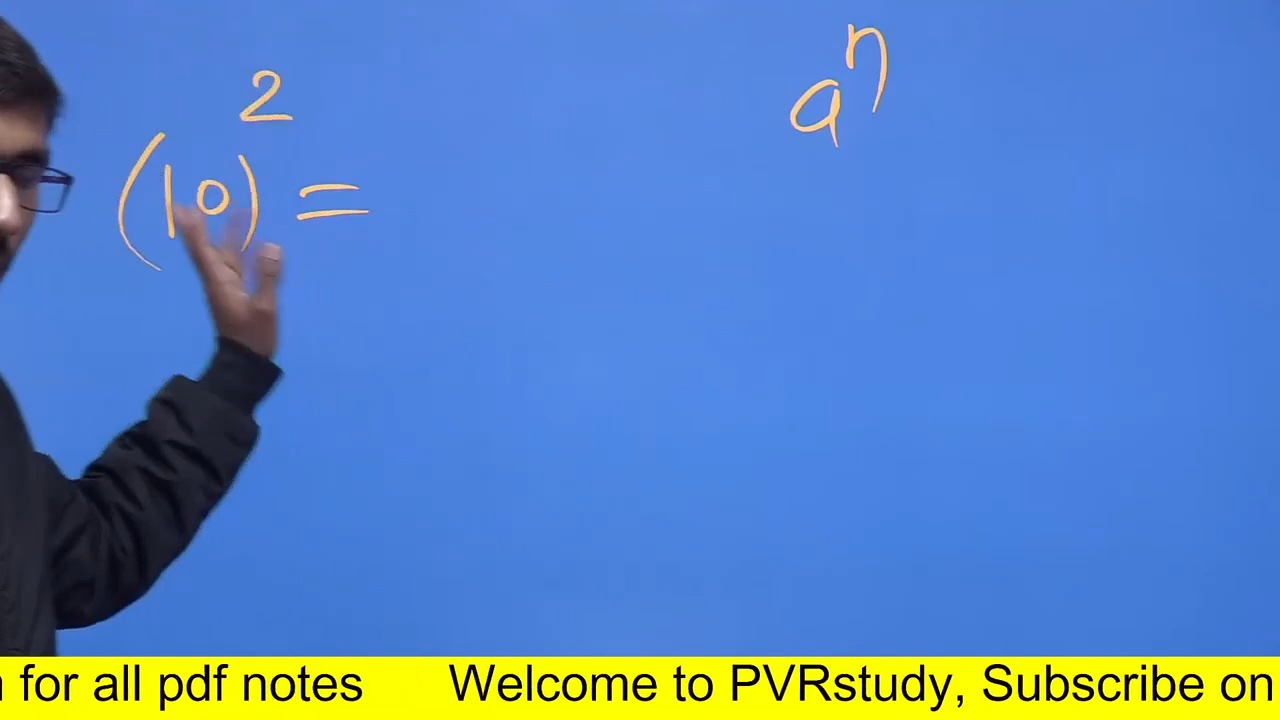 (10)² =
aⁿ
n for all pdf notes Welcome to PVRstudy, Subscribe on